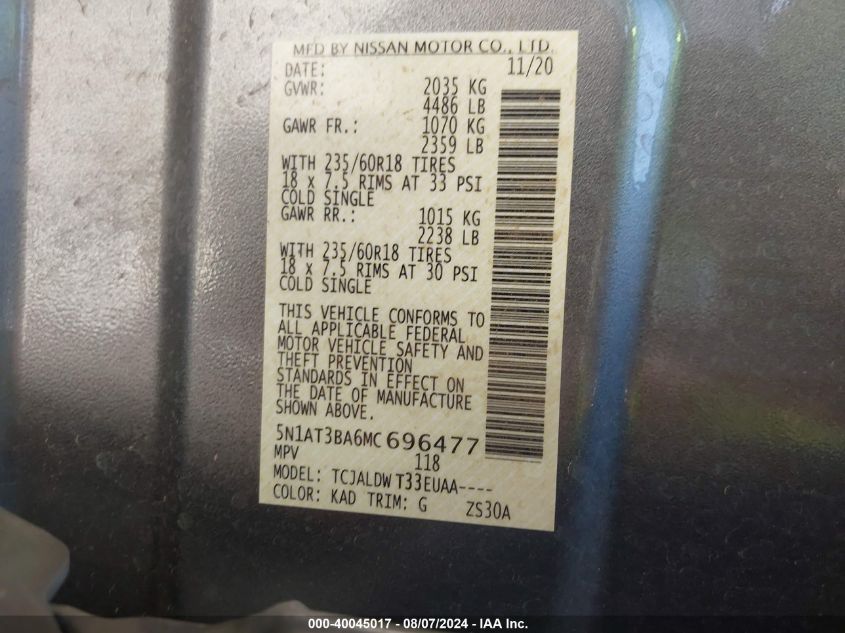 MFD BY NISSAN MOTOR CO., LTD.
DATE: 11/20
GVWR: 2035 KG
4486 LB
GAWR FR.: 1070 KG
2359 LB
WITH 235/60R18 TIRES
18 x 7.5 RIMS AT 33 PSI
COLD SINGLE
GAWR RR.: 1015 KG
2238 LB
WITH 235/60R18 TIRES
18 x 7.5 RIMS AT 30 PSI
COLD SINGLE
THIS VEHICLE CONFORMS TO
ALL APPLICABLE FEDERAL
MOTOR VEHICLE SAFETY AND
THEFT PREVENTION
STANDARDS IN EFFECT ON
THE DATE OF MANUFACTURE
SHOWN ABOVE.
5N1AT3BA6MC696477
MPV 118
MODEL: TCJALDW T33EUAA----
COLOR: KAD TRIM: G ZS30A
000-40045017 - 08/07/2024 - IAA Inc.